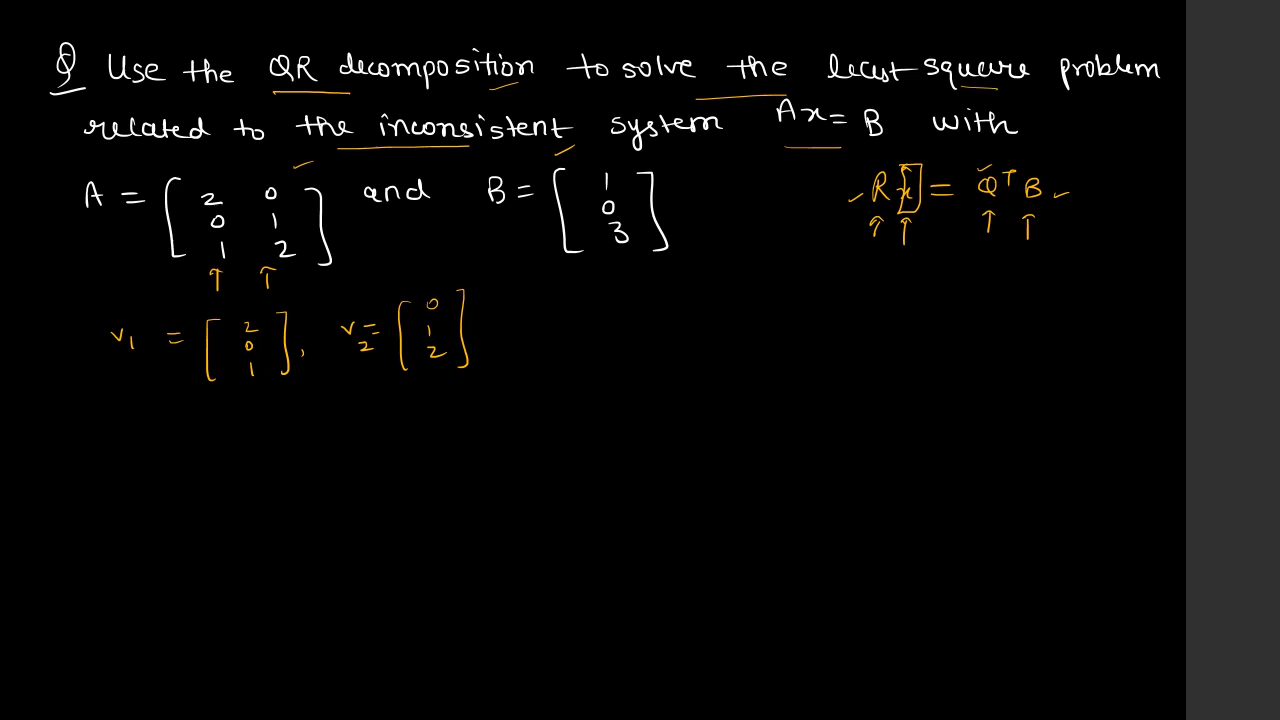 Q Use the QR decomposition to solve the least square problem
related to the inconsistent system Ax = B with
A = [ 2 0
0 1
1 2 ] and B = [ 1
0
3 ]
R x = Qᵀ B
v1 = [ 2
0
1 ], v2 = [ 0
1
2 ]